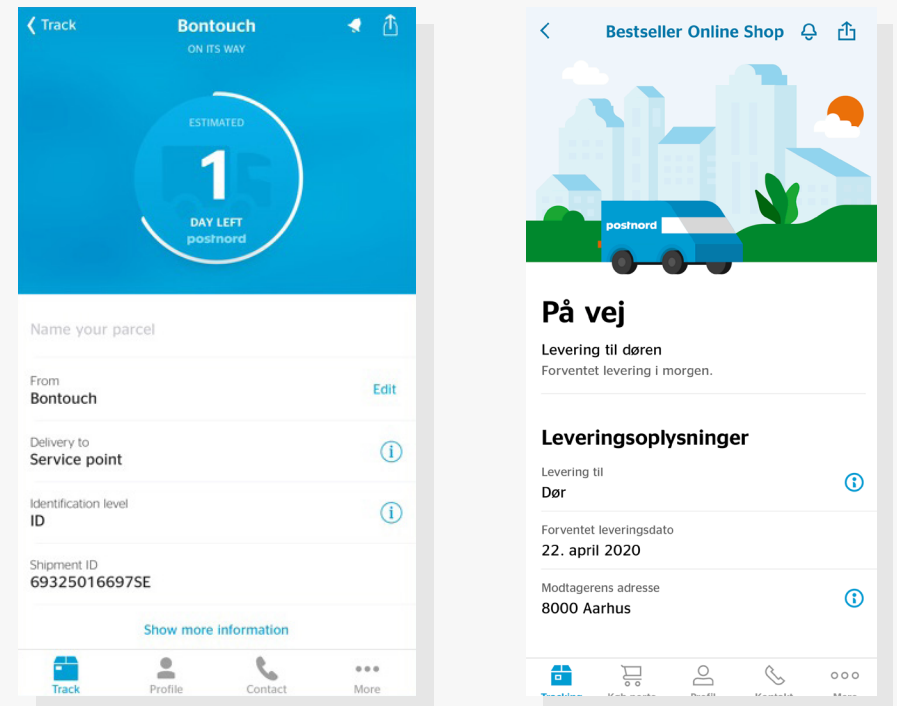 Track
Bontouch
ON ITS WAY
ESTIMATED
1
DAY LEFT
postnord
Name your parcel
From
Bontouch
Edit
Delivery to
Service point
Identification level
ID
Shipment ID
69325016697SE
Show more information
Track
Profile
Contact
More
Bestseller Online Shop
postnord
På vej
Levering til døren
Forventet levering i morgen.
Leveringsoplysninger
Levering til
Dør
Forventet leveringsdato
22. april 2020
Modtagerens adresse
8000 Aarhus